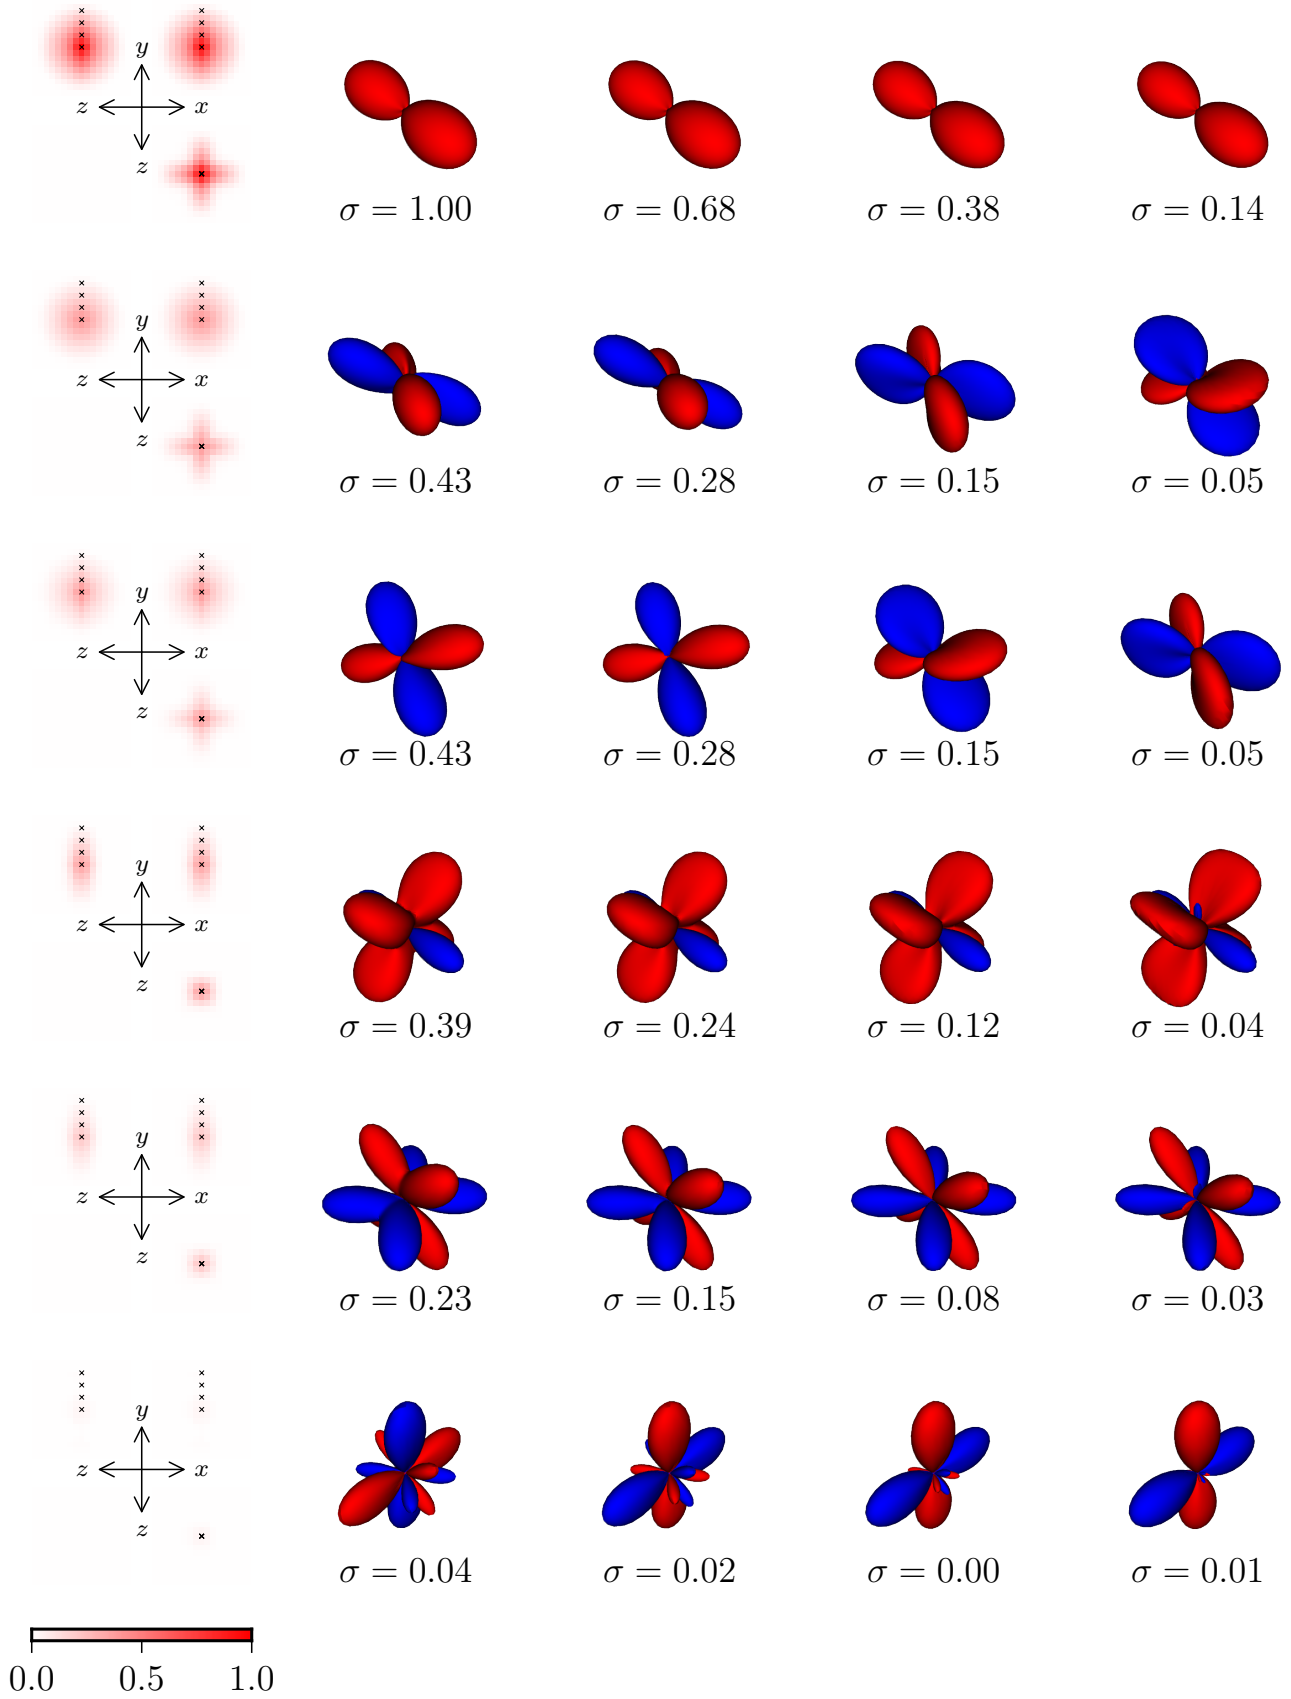 y
z x
z
σ = 1.00 σ = 0.68 σ = 0.38 σ = 0.14
y
z x
z
σ = 0.43 σ = 0.28 σ = 0.15 σ = 0.05
y
z x
z
σ = 0.43 σ = 0.28 σ = 0.15 σ = 0.05
y
z x
z
σ = 0.39 σ = 0.24 σ = 0.12 σ = 0.04
y
z x
z
σ = 0.23 σ = 0.15 σ = 0.08 σ = 0.03
y
z x
z
σ = 0.04 σ = 0.02 σ = 0.00 σ = 0.01
0.0 0.5 1.0